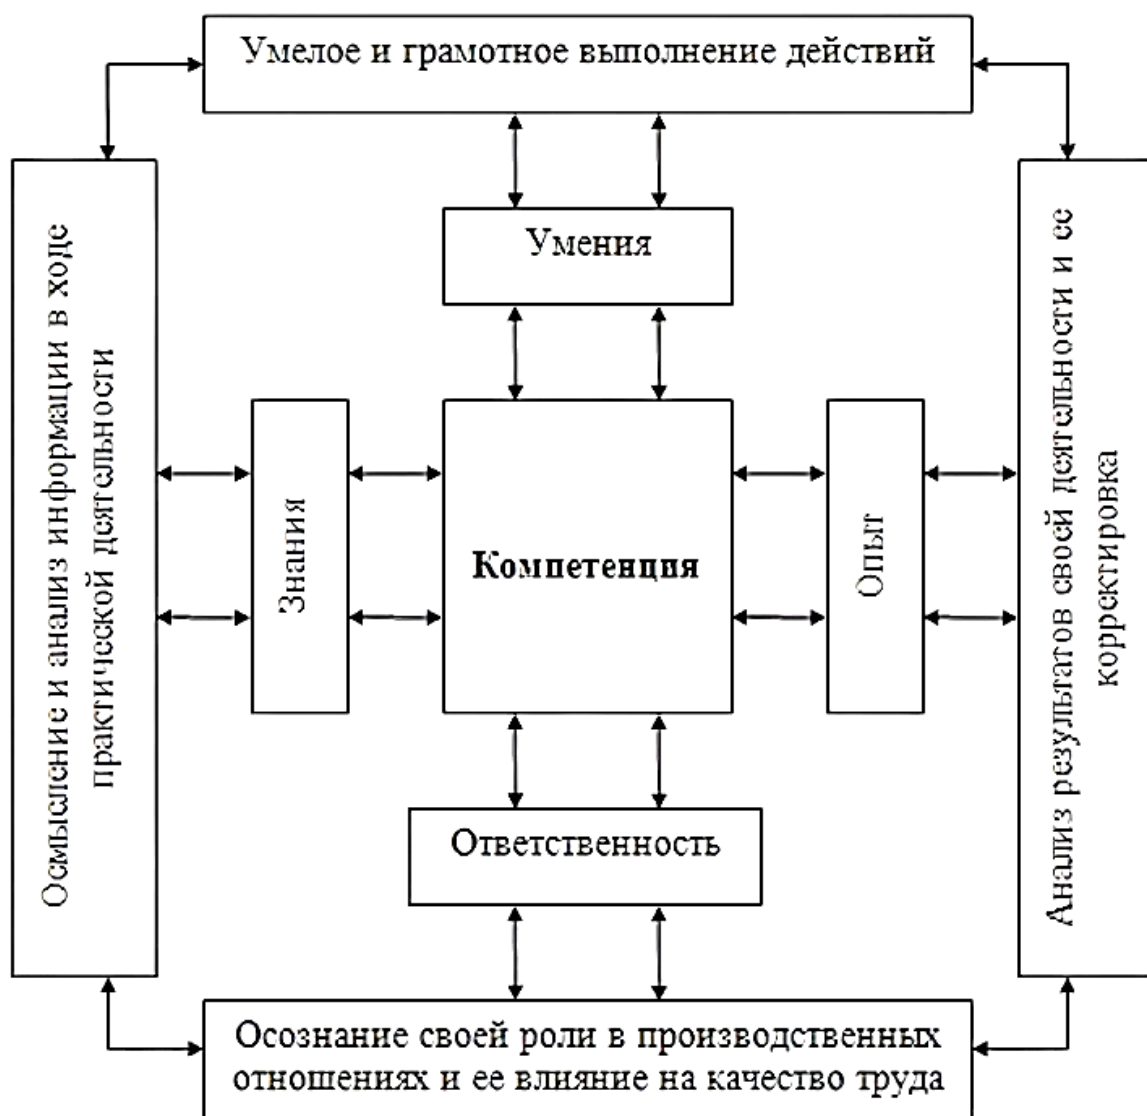 Умелое и грамотное выполнение действий
Умения
Осмысление и анализ информации в ходе
практической деятельности
Знания
Компетенция
Опыт
Анализ результатов своей деятельности и ее
корректировка
Ответственность
Осознание своей роли в производственных
отношениях и ее влияние на качество труда